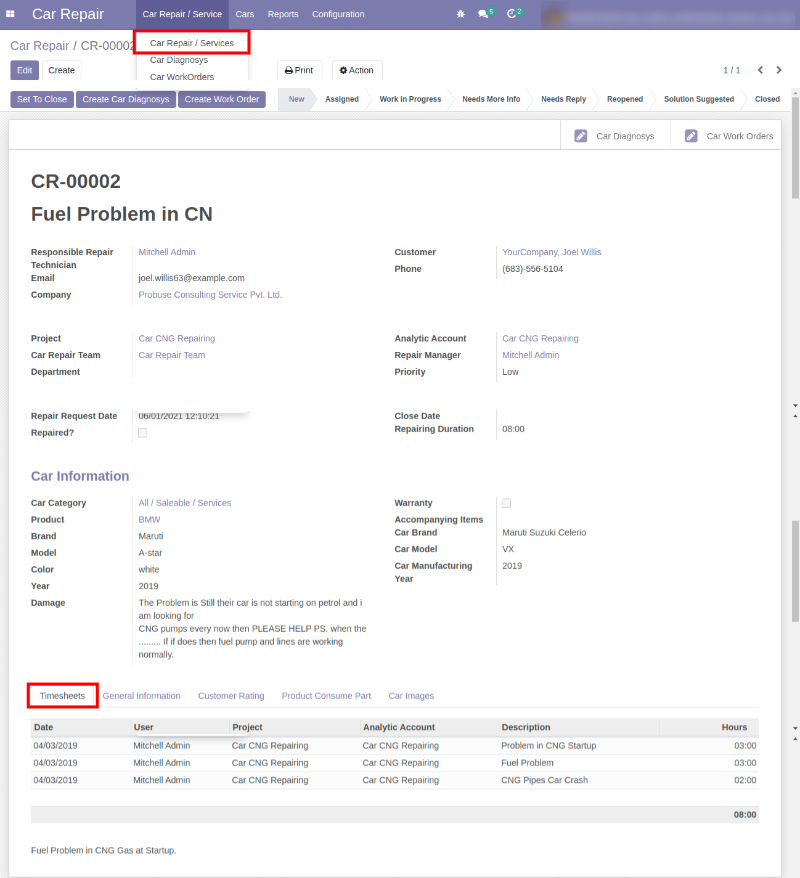 Car Repair Car Repair / Service Cars Reports Configuration 5 2
Car Repair / CR-00002
Car Repair / Services
Car Diagnosys
Car WorkOrders
Edit Create Print Action 1 / 1
Set To Close Create Car Diagnosys Create Work Order New Assigned Work In Progress Needs More Info Needs Reply Reopened Solution Suggested Closed
Car Diagnosys Car Work Orders
CR-00002
Fuel Problem in CN
Responsible Repair Technician Mitchell Admin Customer YourCompany, Joel Willis
Email joel.willis63@example.com Phone (683)-556-5104
Company Probuse Consulting Service Pvt. Ltd.
Project Car CNG Repairing Analytic Account Car CNG Repairing
Car Repair Team Car Repair Team Repair Manager Mitchell Admin
Department Priority Low
Repair Request Date 06/01/2021 12:10:21 Close Date
Repaired? Repairing Duration 08:00
Car Information
Car Category All / Saleable / Services Warranty
Product BMW Accompanying Items
Brand Maruti Car Brand Maruti Suzuki Celerio
Model A-star Car Model VX
Color white Car Manufacturing Year 2019
Year 2019
Damage The Problem is Still their car is not starting on petrol and i
am looking for
CNG pumps every now then PLEASE HELP PS. when the
......... If if does then fuel pump and lines are working
normally.
Timesheets General Information Customer Rating Product Consume Part Car Images
Date User Project Analytic Account Description Hours
04/03/2019 Mitchell Admin Car CNG Repairing Car CNG Repairing Problem in CNG Startup 03:00
04/03/2019 Mitchell Admin Car CNG Repairing Car CNG Repairing Fuel Problem 03:00
04/03/2019 Mitchell Admin Car CNG Repairing Car CNG Repairing CNG Pipes Car Crash 02:00
08:00
Fuel Problem in CNG Gas at Startup.